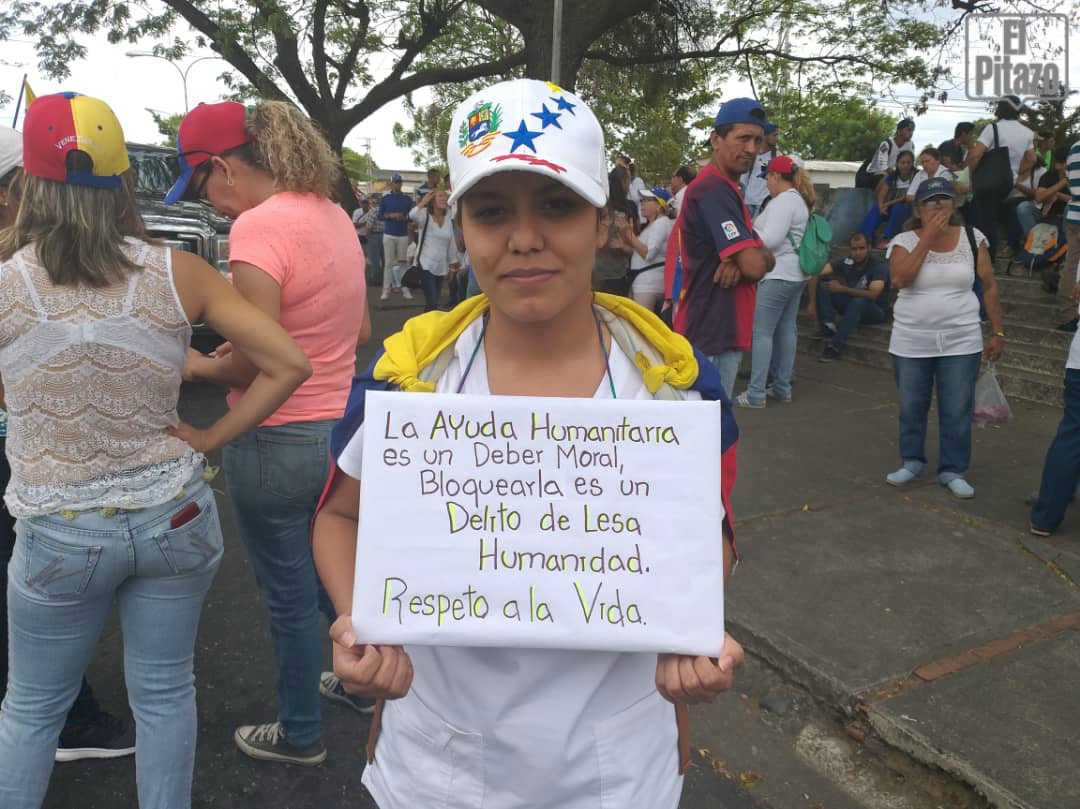 El
Pitazo
VENEZUELA
La AYuda Humanitaria
es un Deber Moral,
Bloquearla es un
Delito de Lesa
Humanidad.
Respeto a la Vida.